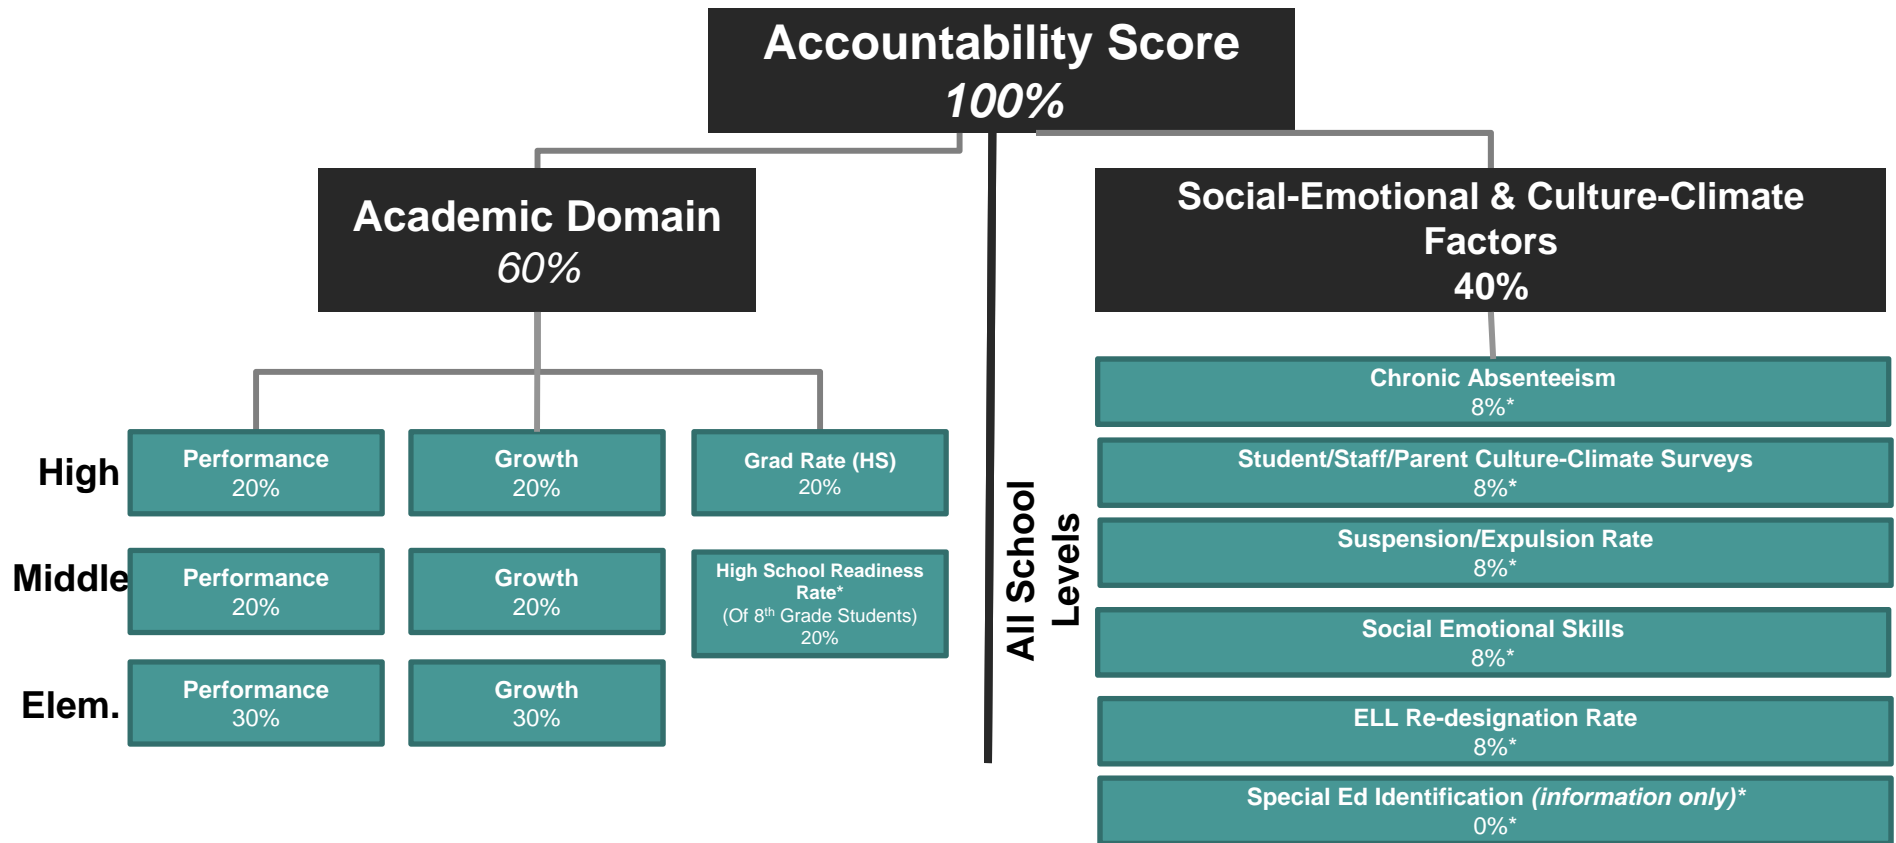 Accountability Score
100%
Academic Domain
60%
High
Performance
20%
Growth
20%
Grad Rate (HS)
20%
Middle
Performance
20%
Growth
20%
High School Readiness
Rate*
(Of 8th Grade Students)
20%
Elem.
Performance
30%
Growth
30%
All School
Levels
Social-Emotional & Culture-Climate
Factors
40%
Chronic Absenteeism
8%*
Student/Staff/Parent Culture-Climate Surveys
8%*
Suspension/Expulsion Rate
8%*
Social Emotional Skills
8%*
ELL Re-designation Rate
8%*
Special Ed Identification (information only)*
0%*